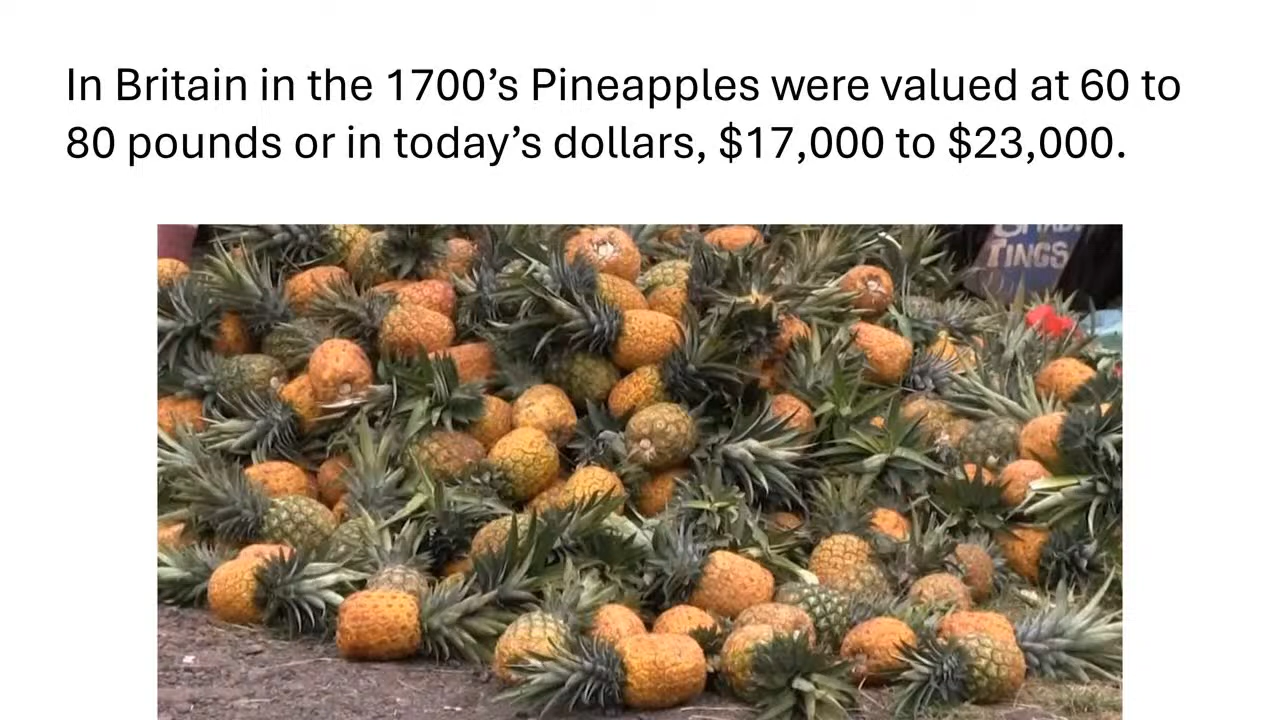 In Britain in the 1700’s Pineapples were valued at 60 to
80 pounds or in today’s dollars, $17,000 to $23,000.
TINGS